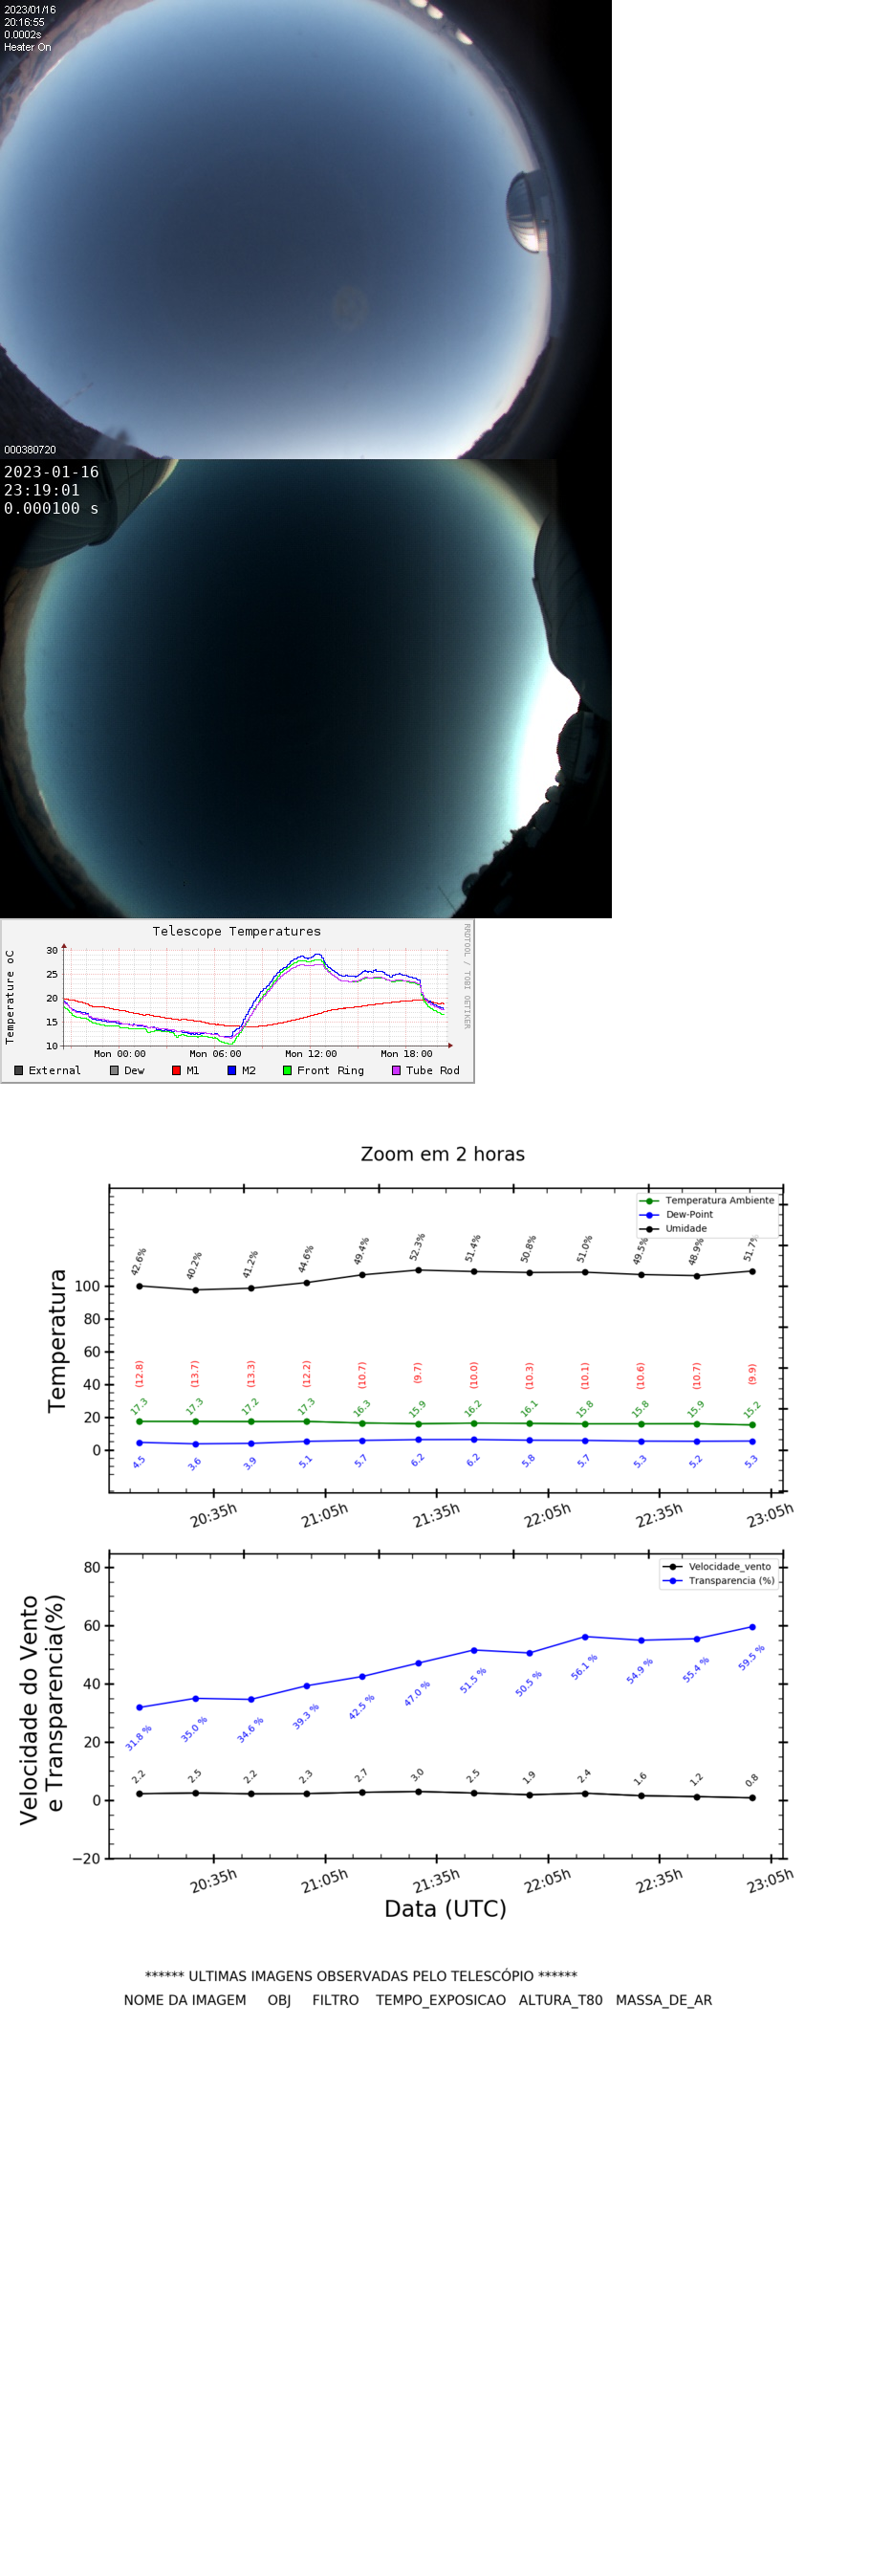 2023/01/16
20:16:55
0.0002s
Heater On
000380720
2023-01-16
23:19:01
0.000100 s
Telescope Temperatures
RRDTOOL / TOBI OETIKER
Temperature oC
30
25
20
15
10
Mon 00:00 Mon 06:00 Mon 12:00 Mon 18:00
External Dew M1 M2 Front Ring Tube Rod
Zoom em 2 horas
Temperatura Ambiente
Dew-Point
Umidade
Temperatura
100
80
60
40
20
0
42.6% 40.2% 41.2% 44.6% 49.4% 52.3% 51.4% 50.8% 51.0% 49.5% 48.9% 51.7%
(12.8) (13.7) (13.3) (12.2) (10.7) (9.7) (10.0) (10.3) (10.1) (10.6) (10.7) (9.9)
17.3 17.3 17.2 17.3 16.3 15.9 16.2 16.1 15.8 15.8 15.9 15.2
4.5 3.6 3.9 5.1 5.7 6.2 6.2 5.8 5.7 5.3 5.2 5.3
20:35h 21:05h 21:35h 22:05h 22:35h 23:05h
Velocidade_vento
Transparencia (%)
Velocidade do Vento
e Transparencia(%)
80
60
40
20
0
−20
31.8 % 35.0 % 34.6 % 39.3 % 42.5 % 47.0 % 51.5 % 50.5 % 56.1 % 54.9 % 55.4 % 59.5 %
2.2 2.5 2.2 2.3 2.7 3.0 2.5 1.9 2.4 1.6 1.2 0.8
20:35h 21:05h 21:35h 22:05h 22:35h 23:05h
Data (UTC)
****** ULTIMAS IMAGENS OBSERVADAS PELO TELESCÓPIO ******
NOME DA IMAGEM OBJ FILTRO TEMPO_EXPOSICAO ALTURA_T80 MASSA_DE_AR